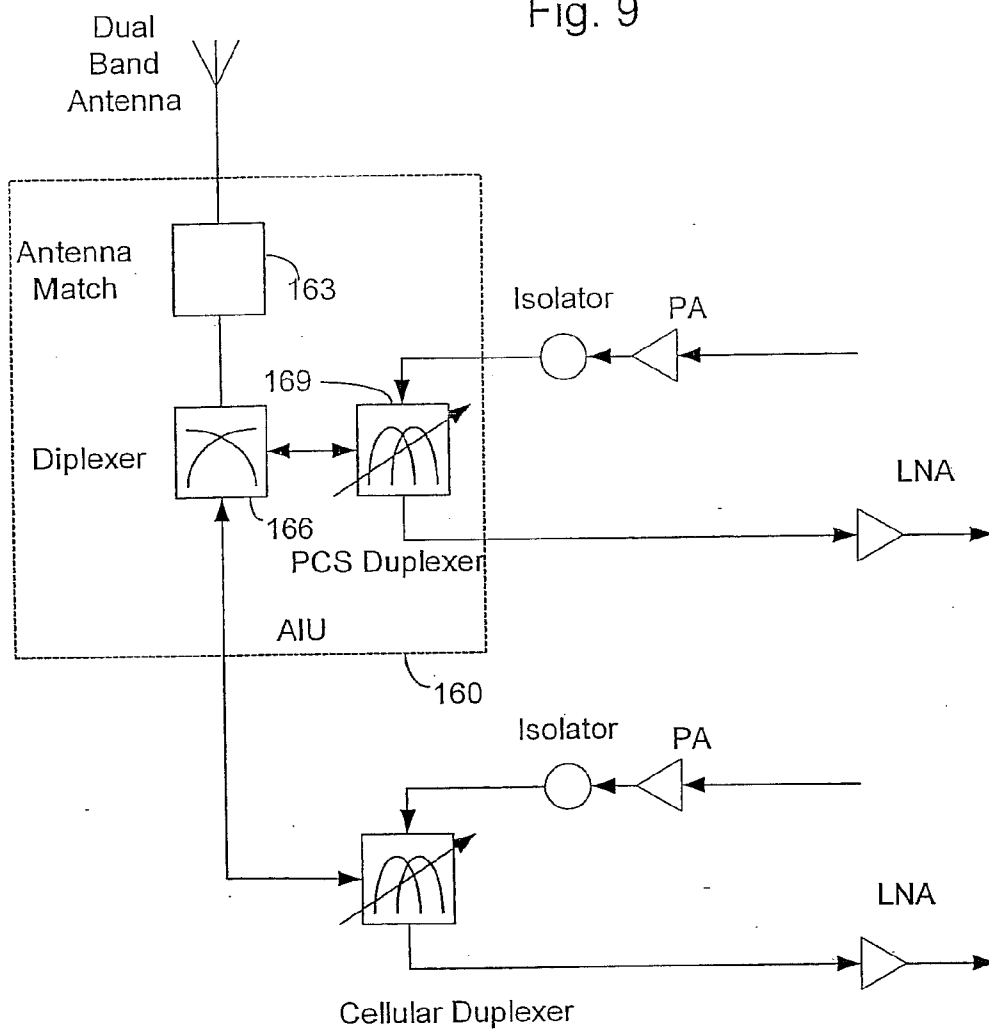 Fig. 9
Dual
Band
Antenna
Antenna
Match
163
Isolator
PA
169
Diplexer
166
LNA
PCS Duplexer
AIU
160
Isolator
PA
LNA
Cellular Duplexer